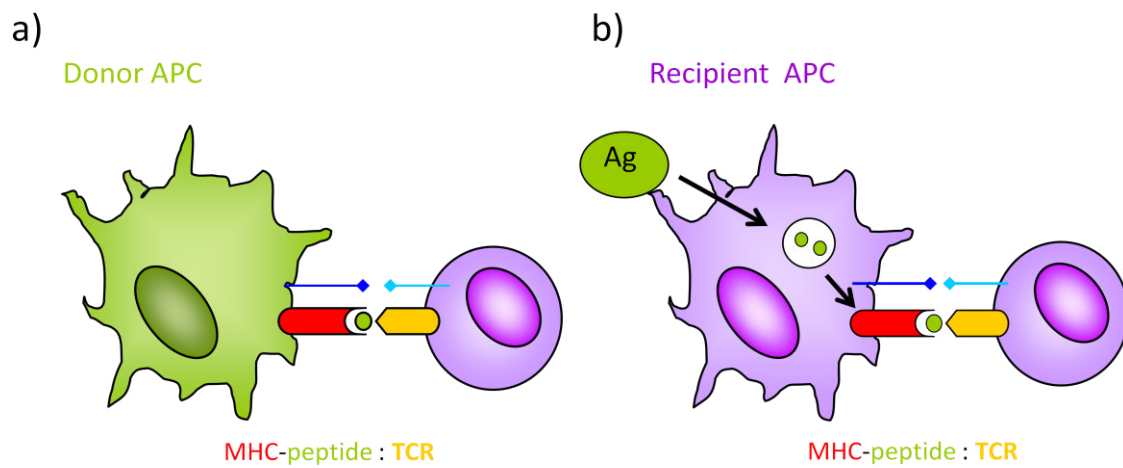 a)
Donor APC
MHC-peptide : TCR
b)
Recipient APC
Ag
MHC-peptide : TCR